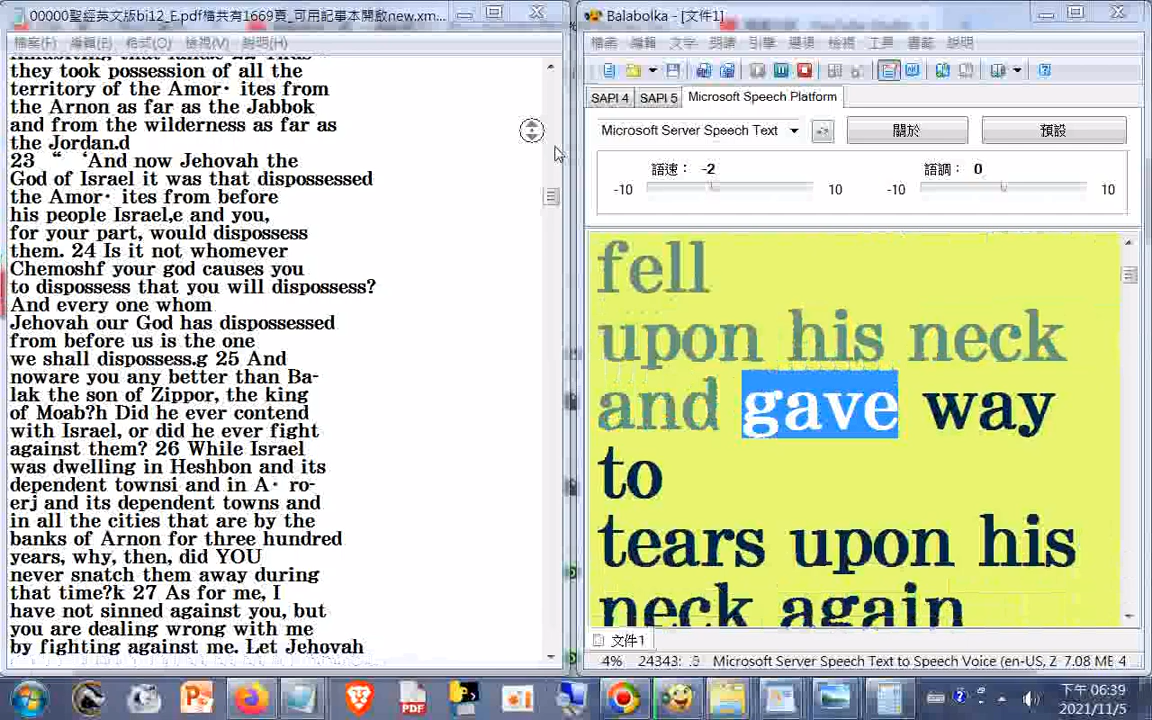 00000聖經英文版bi12_E.pdf檔共有1669頁_可用記事本開啟new.xm...
檔案(F) 編輯(E) 格式(O) 檢視(V) 說明(H)
they took possession of all the
territory of the Amor· ites from
the Arnon as far as the Jabbok
and from the wilderness as far as
the Jordan.d
23 “ ‘And now Jehovah the
God of Israel it was that dispossessed
the Amor· ites from before
his people Israel,e and you,
for your part, would dispossess
them. 24 Is it not whomever
Chemoshf your god causes you
to dispossess that you will dispossess?
And every one whom
Jehovah our God has dispossessed
from before us is the one
we shall dispossess.g 25 And
noware you any better than Ba-
lak the son of Zippor, the king
of Moab?h Did he ever contend
with Israel, or did he ever fight
against them? 26 While Israel
was dwelling in Heshbon and its
dependent townsi and in A· ro-
erj and its dependent towns and
in all the cities that are by the
banks of Arnon for three hundred
years, why, then, did YOU
never snatch them away during
that time?k 27 As for me, I
have not sinned against you, but
you are dealing wrong with me
by fighting against me. Let Jehovah
Balabolka - [文件1]
檔案 編輯 文字 朗讀 引擎 選項 檢視 工具 書籤 說明
SAPI 4 SAPI 5 Microsoft Speech Platform
Microsoft Server Speech Text 關於 預設
語速： -2 語調： 0
-10 10 -10 10
fell
upon his neck
and gave way
to
tears upon his
neck again
文件1
4% 24343: Microsoft Server Speech Text to Speech Voice (en-US, Z 7.08 ME 4
PDF
下午 06:39
2021/11/5